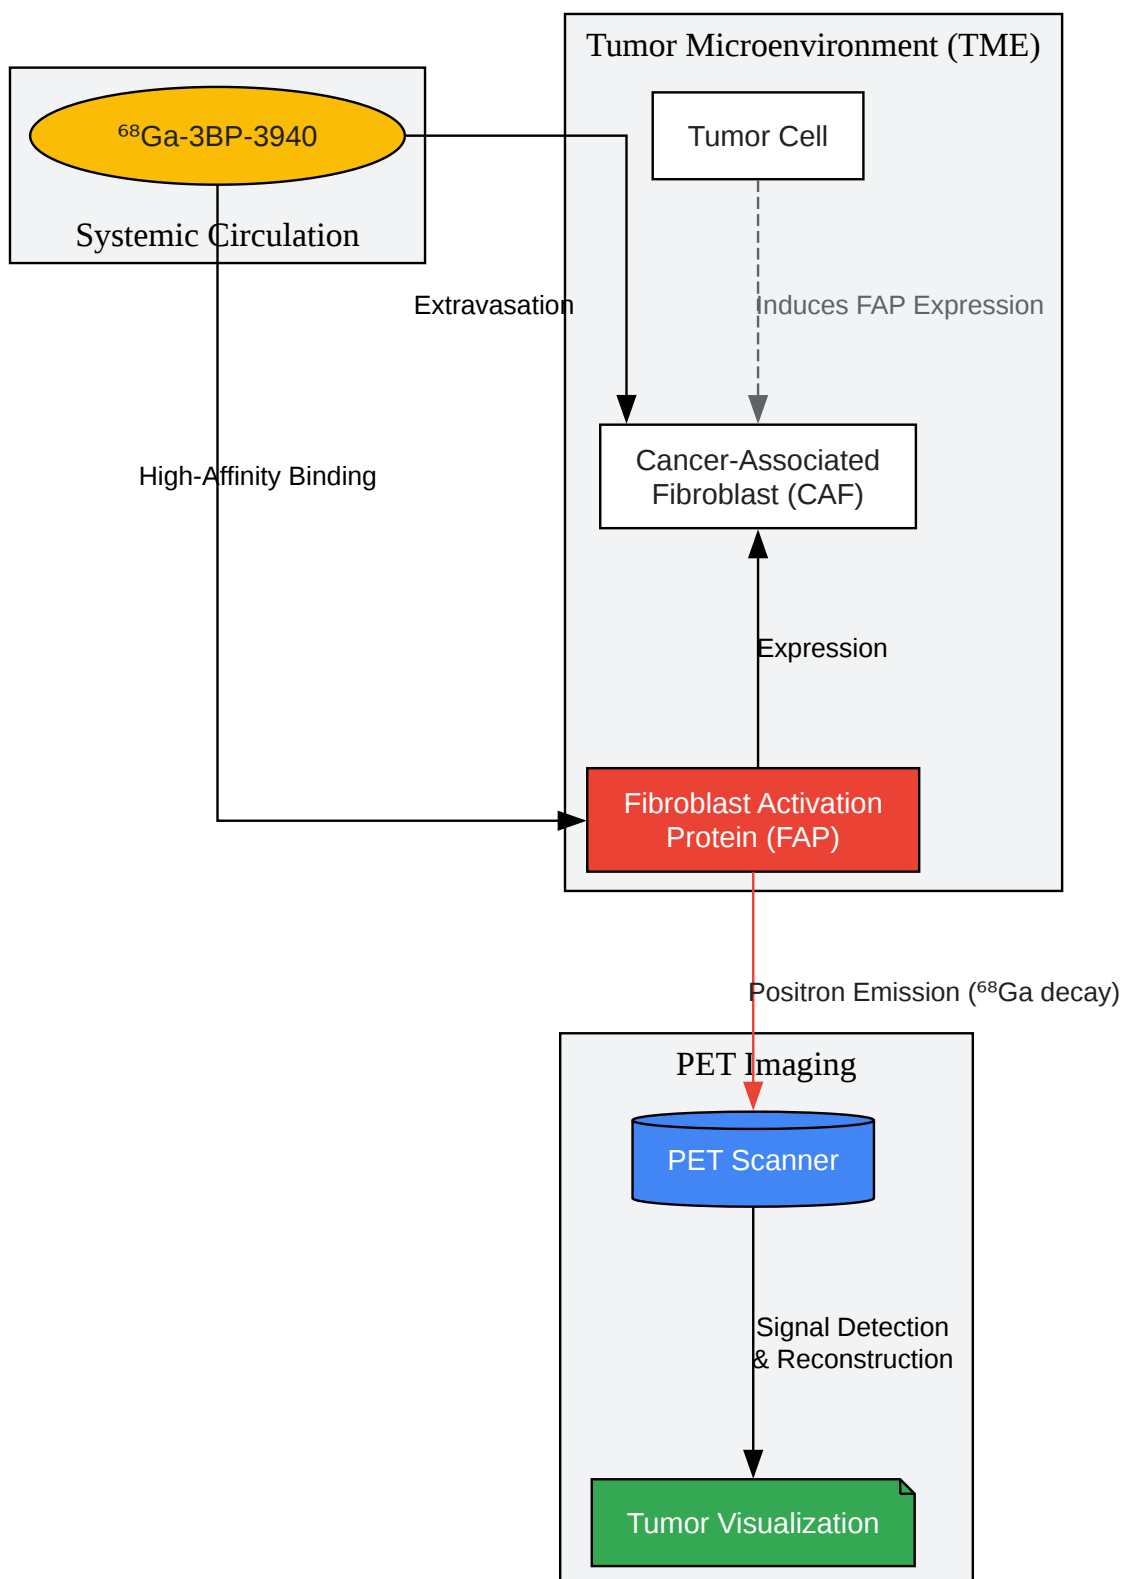 Tumor Microenvironment (TME)
⁶⁸Ga-3BP-3940
Tumor Cell
Systemic Circulation
Extravasation
Induces FAP Expression
High-Affinity Binding
Cancer-Associated
Fibroblast (CAF)
Expression
Fibroblast Activation
Protein (FAP)
Positron Emission (⁶⁸Ga decay)
PET Imaging
PET Scanner
Signal Detection
& Reconstruction
Tumor Visualization